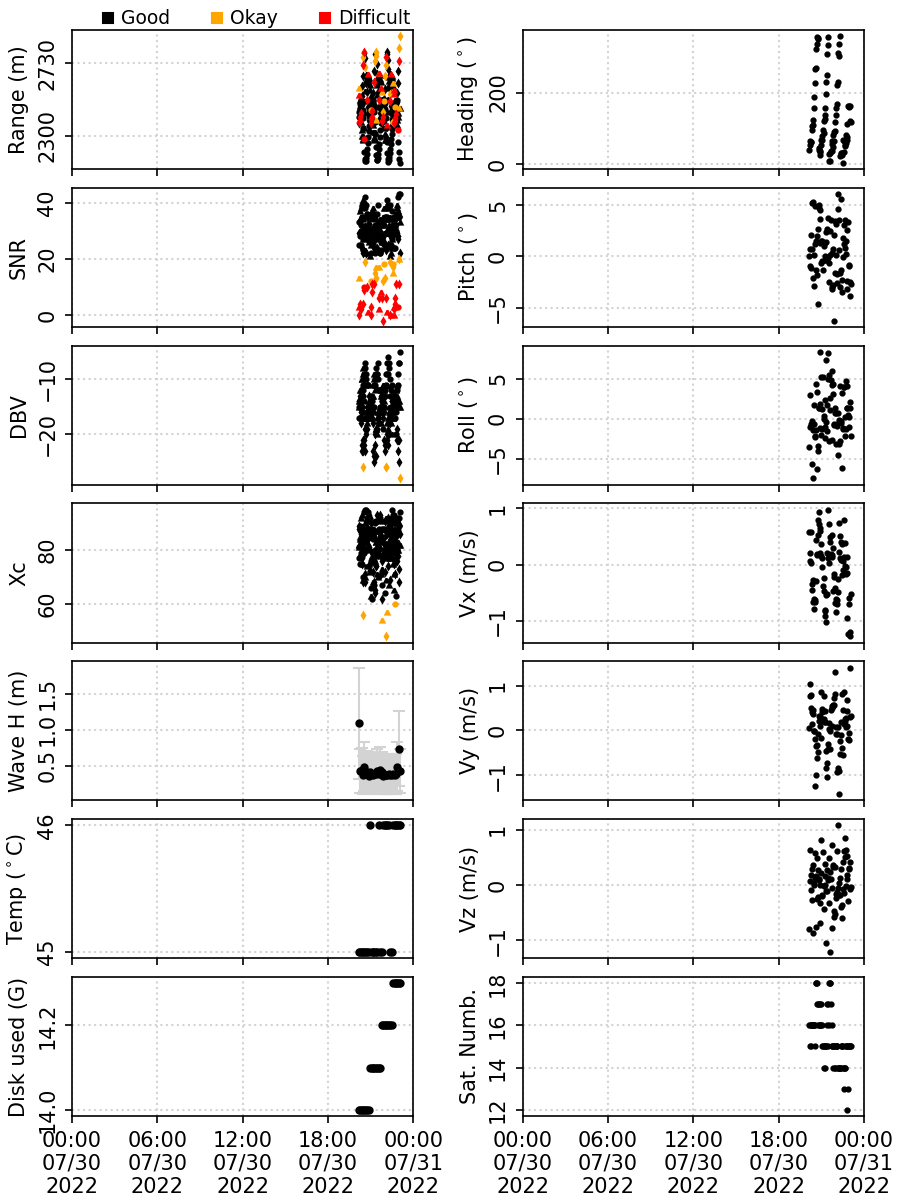 Good Okay Difficult
Range (m)
2730
2300
Heading (°)
200
0
SNR
40
20
0
Pitch (°)
5
0
−5
DBV
−10
−20
Roll (°)
5
0
−5
Xc
80
60
Vx (m/s)
1
0
−1
Wave H (m)
1.5
1.0
0.5
Vy (m/s)
1
0
−1
Temp (°C)
46
45
Vz (m/s)
1
0
−1
Disk used (G)
14.2
14.0
Sat. Numb.
18
16
14
12
00:00 06:00 12:00 18:00 00:00
07/30 07/30 07/30 07/30 07/31
2022 2022 2022 2022 2022
00:00 06:00 12:00 18:00 00:00
07/30 07/30 07/30 07/30 07/31
2022 2022 2022 2022 2022